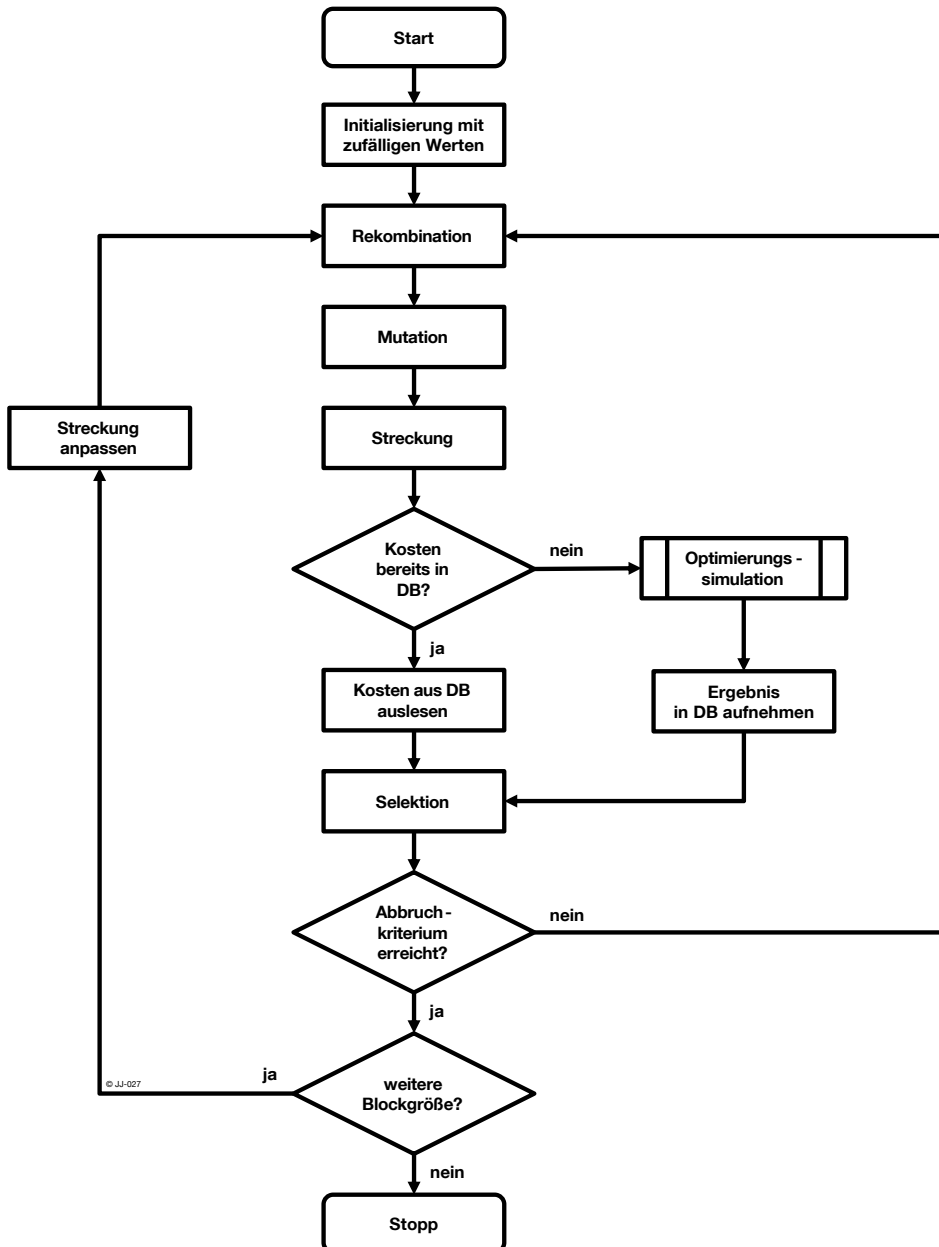 Start
Initialisierung mit
zufälligen Werten
Rekombination
Mutation
Streckung
anpassen
Streckung
Kosten
bereits in
DB?
nein
Optimierungs -
simulation
ja
Kosten aus DB
auslesen
Ergebnis
in DB aufnehmen
Selektion
Abbruch -
kriterium
erreicht?
nein
ja
weitere
Blockgröße?
ja
© JJ-027
nein
Stopp